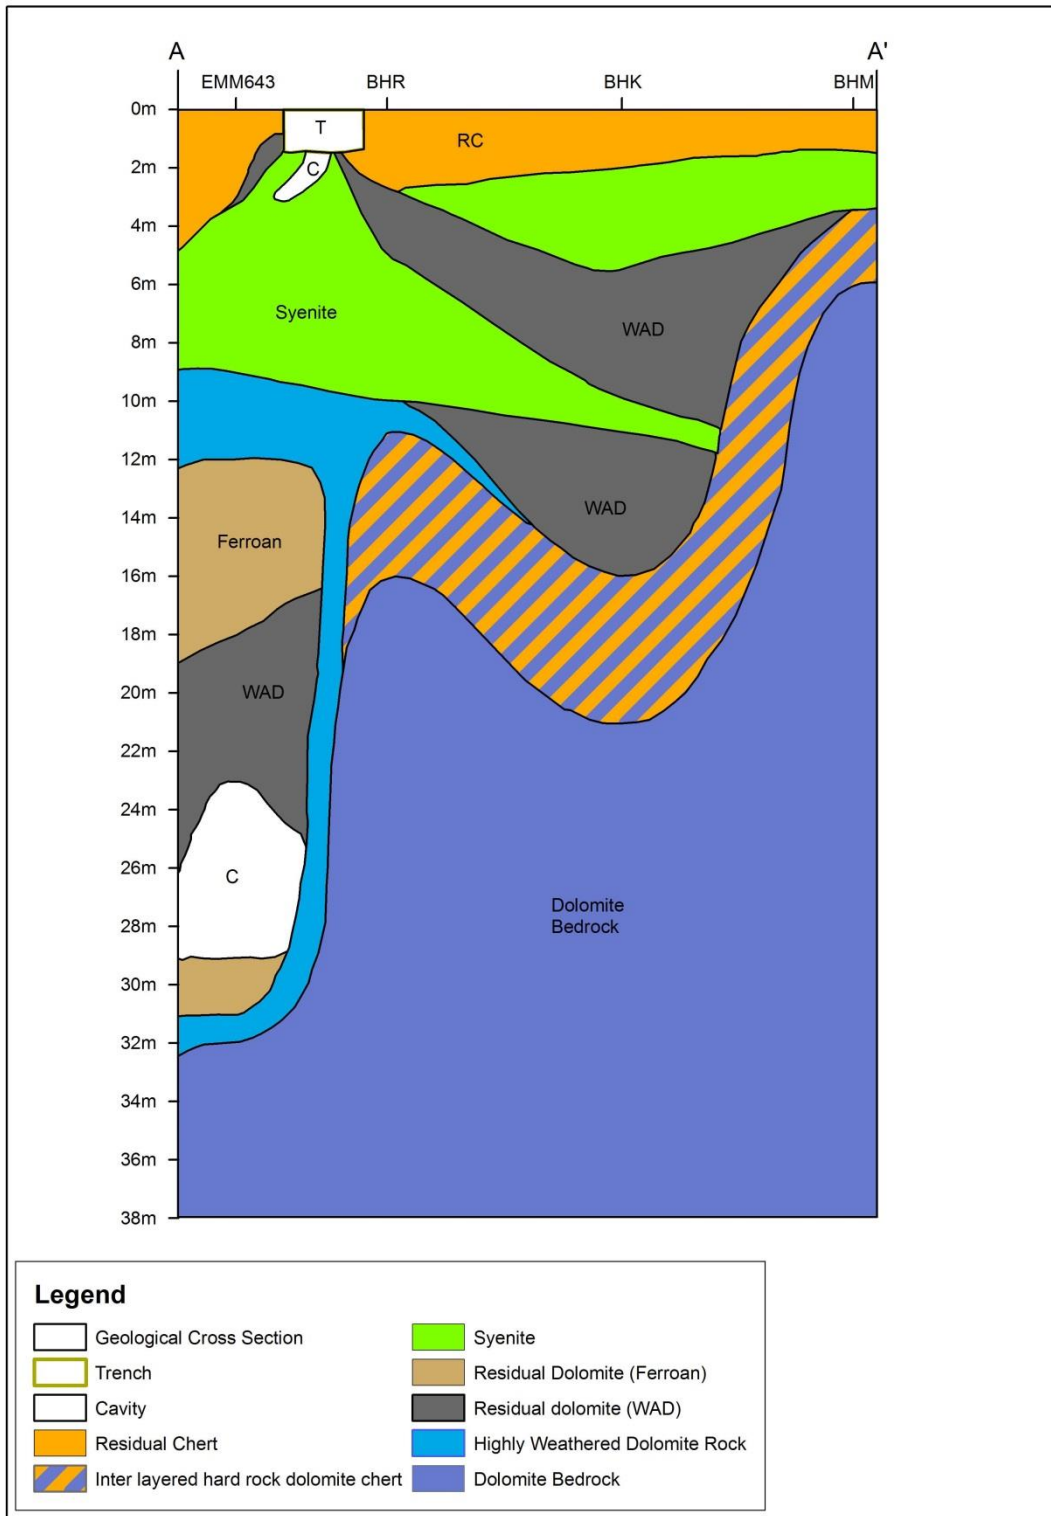 A
A'
EMM643
BHR
BHK
BHM
0m
2m
4m
6m
8m
10m
12m
14m
16m
18m
20m
22m
24m
26m
28m
30m
32m
34m
36m
38m
T
C
RC
Syenite
WAD
WAD
Ferroan
WAD
C
Dolomite
Bedrock
Legend
Geological Cross Section
Trench
Cavity
Residual Chert
Inter layered hard rock dolomite chert
Syenite
Residual Dolomite (Ferroan)
Residual dolomite (WAD)
Highly Weathered Dolomite Rock
Dolomite Bedrock